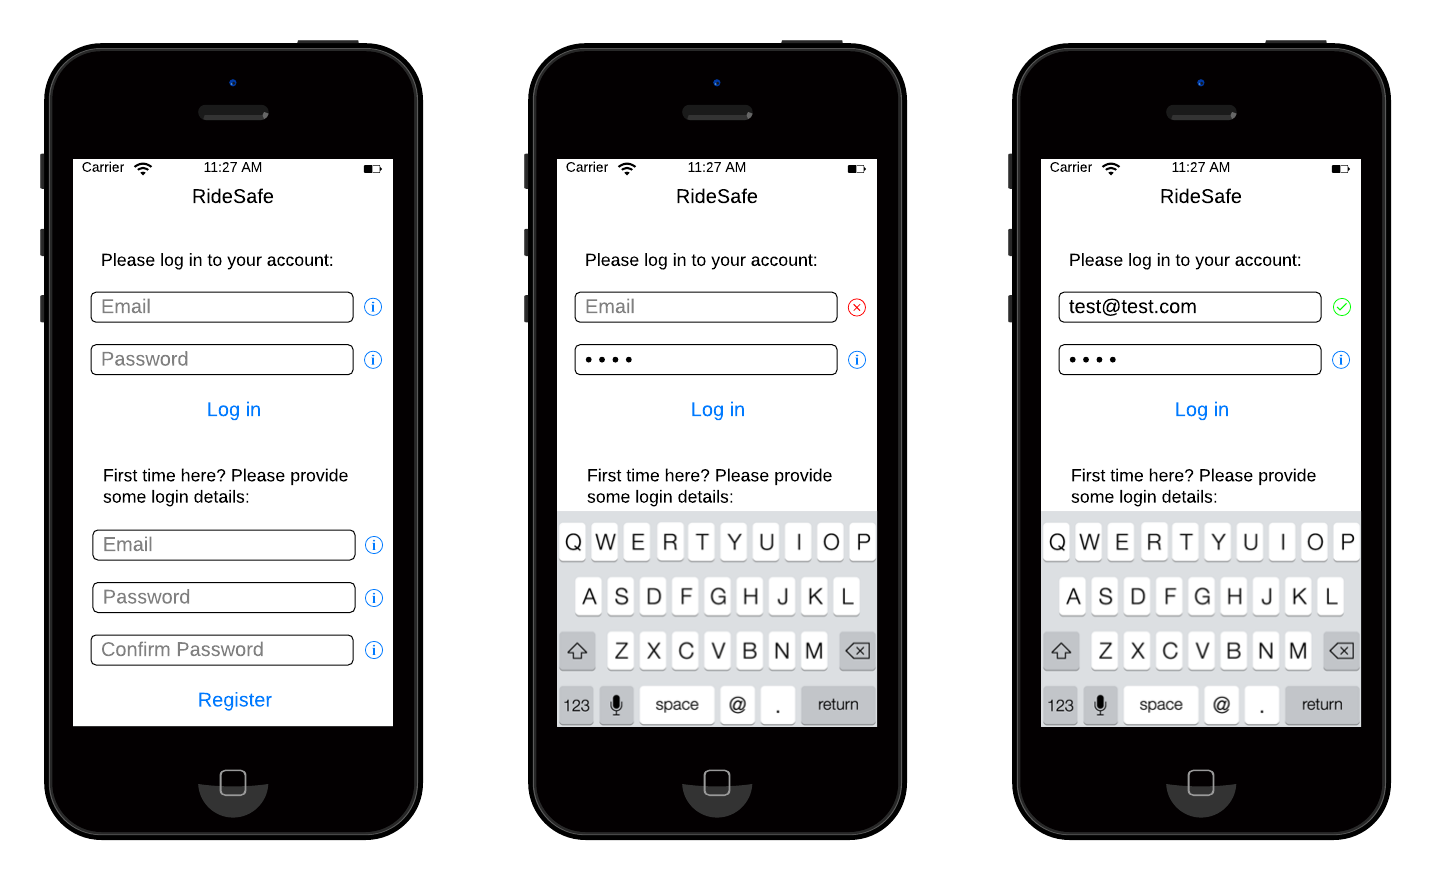 Carrier 11:27 AM
RideSafe
Please log in to your account:
Email
Password
Log in
First time here? Please provide
some login details:
Email
Password
Confirm Password
Register
Carrier 11:27 AM
RideSafe
Please log in to your account:
Email
Log in
First time here? Please provide
some login details:
Q W E R T Y U I O P
A S D F G H J K L
Z X C V B N M
123 space @ . return
Carrier 11:27 AM
RideSafe
Please log in to your account:
test@test.com
Log in
First time here? Please provide
some login details:
Q W E R T Y U I O P
A S D F G H J K L
Z X C V B N M
123 space @ . return